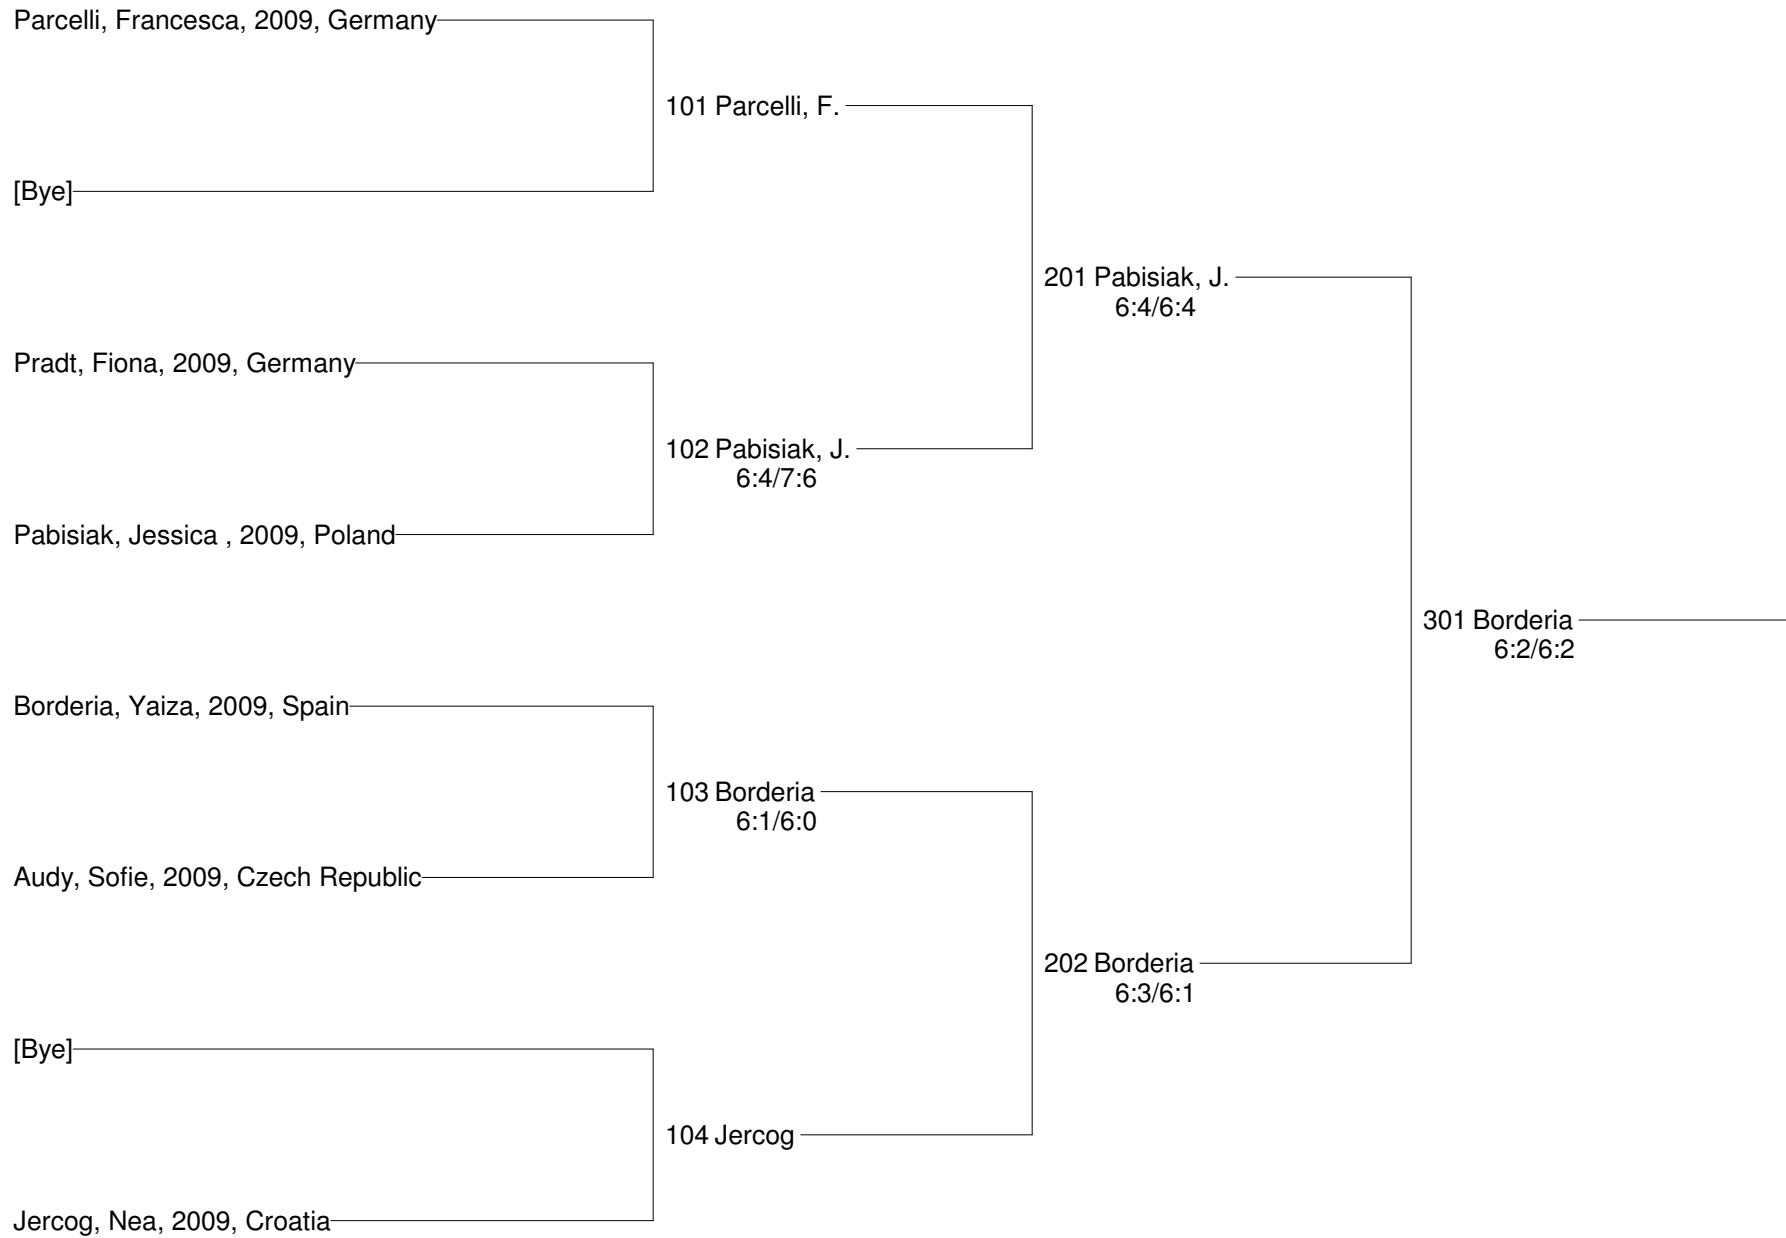 Parcelli, Francesca, 2009, Germany
101 Parcelli, F.
[Bye]
201 Pabisiak, J.
6:4/6:4
Pradt, Fiona, 2009, Germany
102 Pabisiak, J.
6:4/7:6
Pabisiak, Jessica , 2009, Poland
301 Borderia
6:2/6:2
Borderia, Yaiza, 2009, Spain
103 Borderia
6:1/6:0
Audy, Sofie, 2009, Czech Republic
202 Borderia
6:3/6:1
[Bye]
104 Jercog
Jercog, Nea, 2009, Croatia